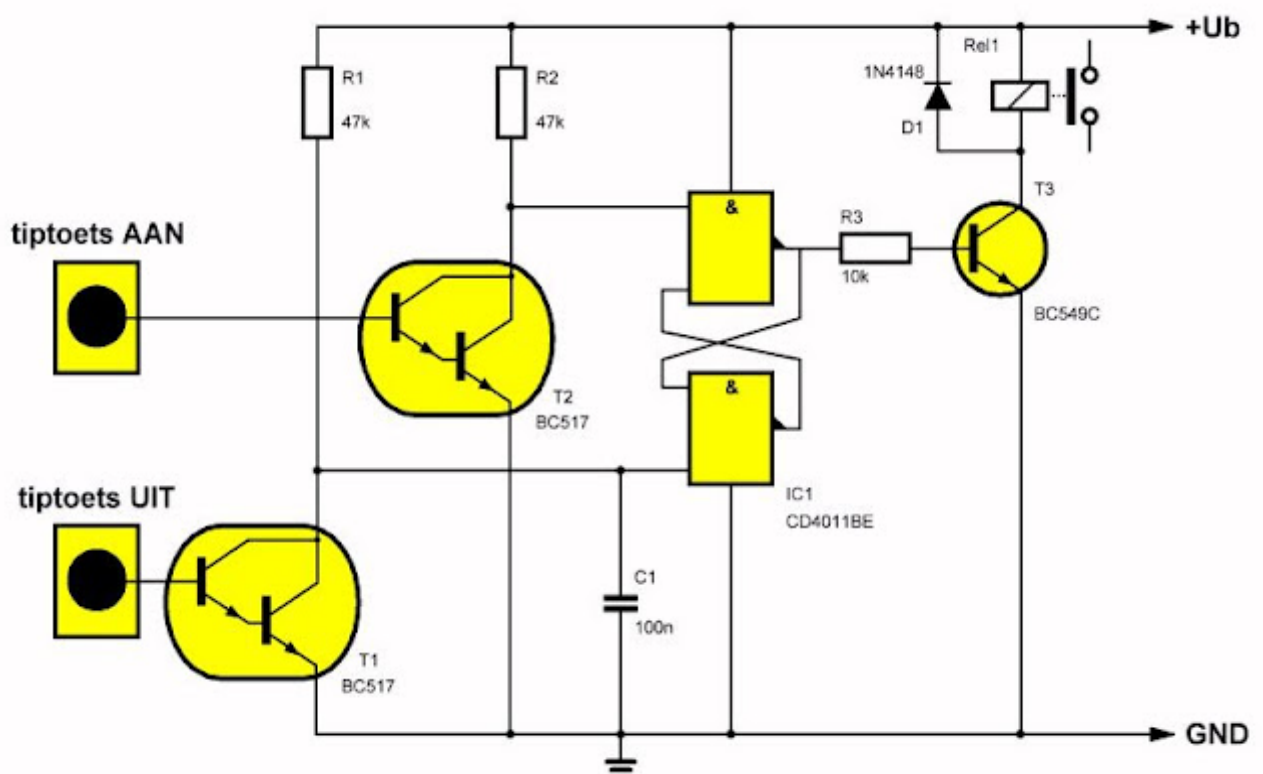 +Ub
Rel1
R1
47k
R2
47k
1N4148
D1
&
T3
tiptoets AAN
R3
10k
BC549C
&
T2
BC517
tiptoets UIT
IC1
CD4011BE
C1
100n
T1
BC517
GND